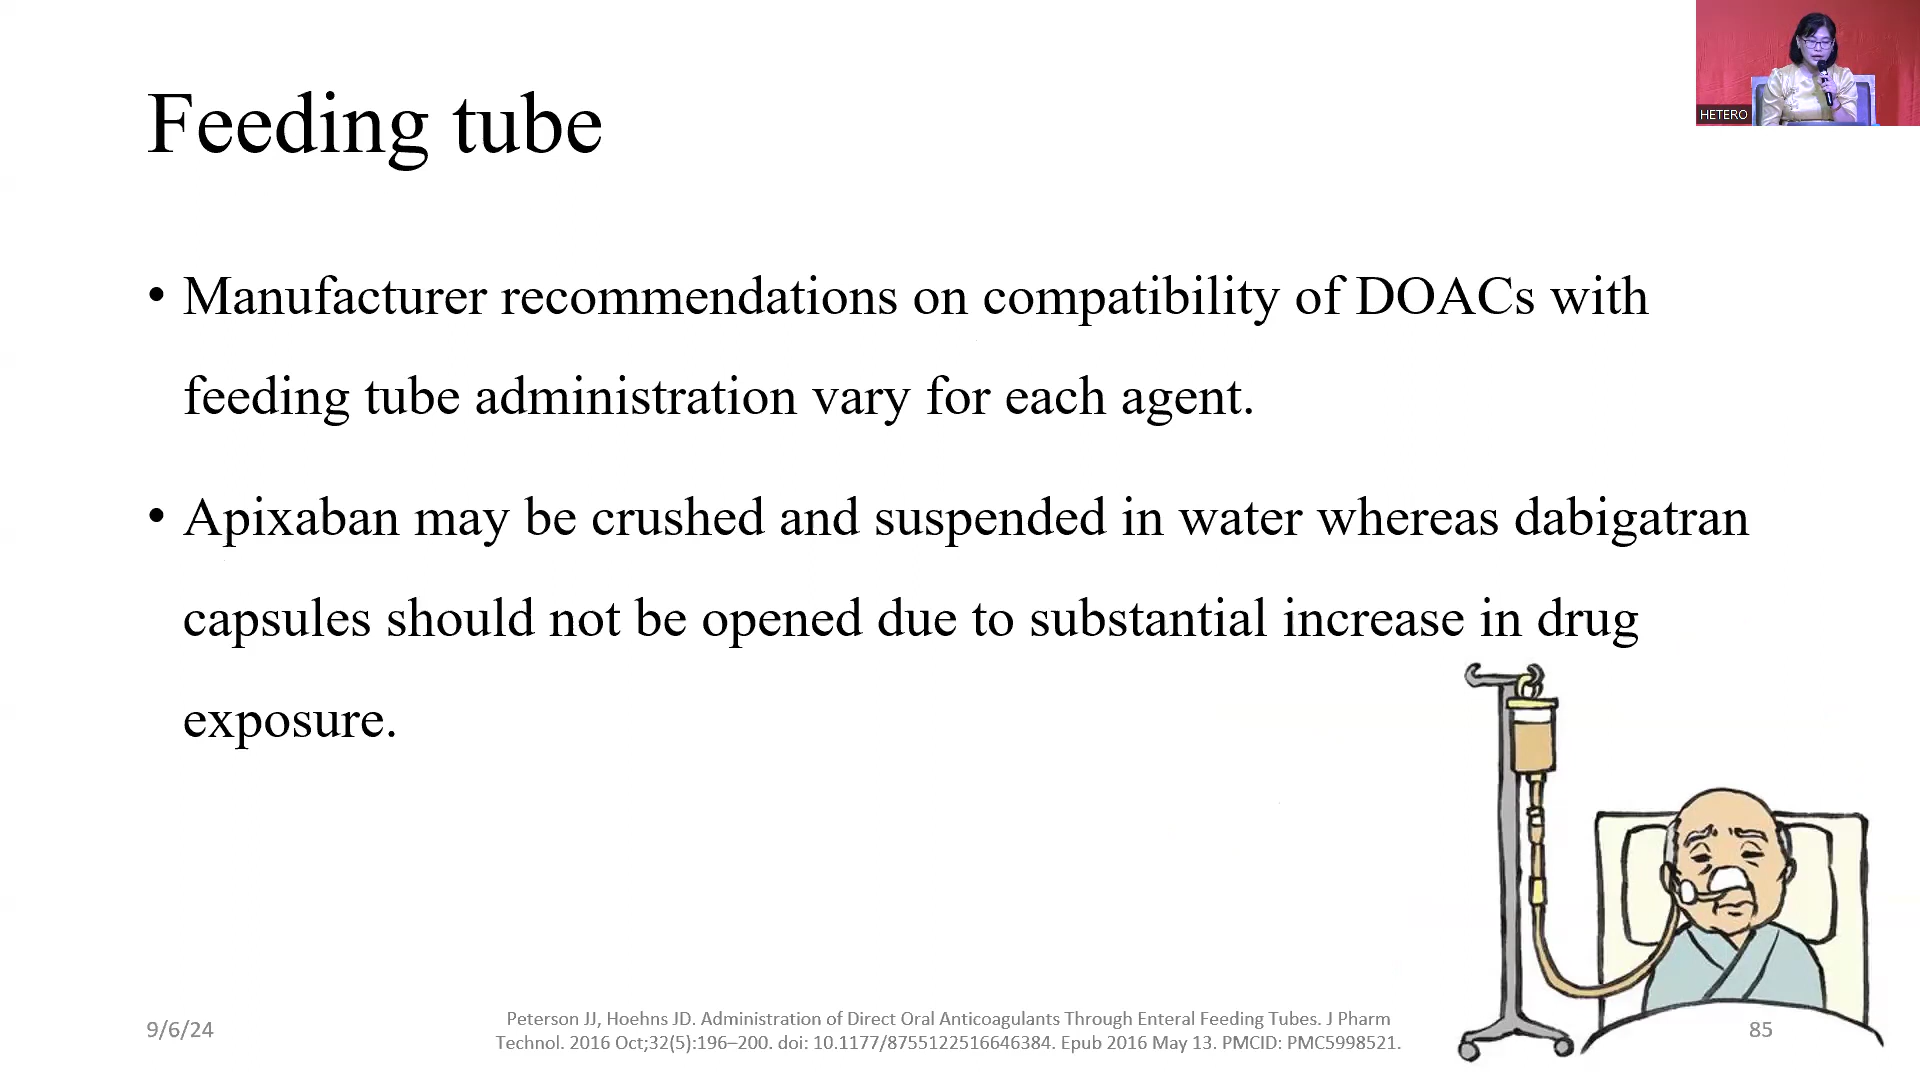 HETERO
Feeding tube
• Manufacturer recommendations on compatibility of DOACs with
feeding tube administration vary for each agent.
• Apixaban may be crushed and suspended in water whereas dabigatran
capsules should not be opened due to substantial increase in drug
exposure.
9/6/24
Peterson JJ, Hoehns JD. Administration of Direct Oral Anticoagulants Through Enteral Feeding Tubes. J Pharm
Technol. 2016 Oct;32(5):196–200. doi: 10.1177/8755122516646384. Epub 2016 May 13. PMCID: PMC5998521.
85